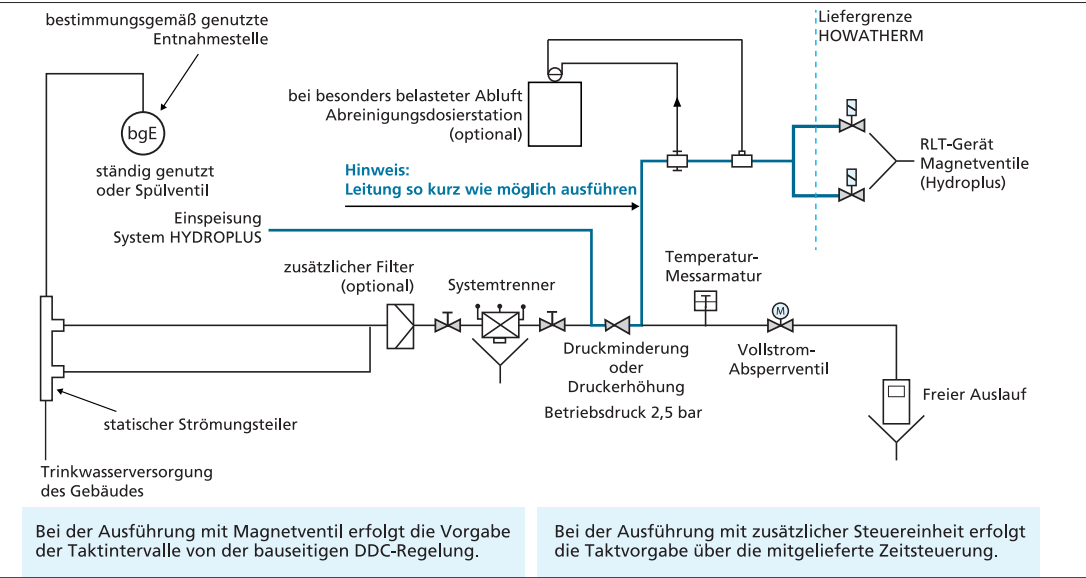 bestimmungsgemäß genutzte
Entnahmestelle
bgE
ständig genutzt
oder Spülventil
bei besonders belasteter Abluft
Abreinigungsdosierstation
(optional)
Liefergrenze
HOWATHERM
RLT-Gerät
Magnetventile
(Hydroplus)
Hinweis:
Leitung so kurz wie möglich ausführen
Einspeisung
System HYDROPLUS
zusätzlicher Filter
(optional)
Systemtrenner
Temperatur-
Messarmatur
M
Druckminderung
oder
Druckerhöhung
Betriebsdruck 2,5 bar
Vollstrom-
Absperrventil
Freier Auslauf
statischer Strömungsteiler
Trinkwasserversorgung
des Gebäudes
Bei der Ausführung mit Magnetventil erfolgt die Vorgabe
der Taktintervalle von der bauseitigen DDC-Regelung.
Bei der Ausführung mit zusätzlicher Steuereinheit erfolgt
die Taktvorgabe über die mitgelieferte Zeitsteuerung.